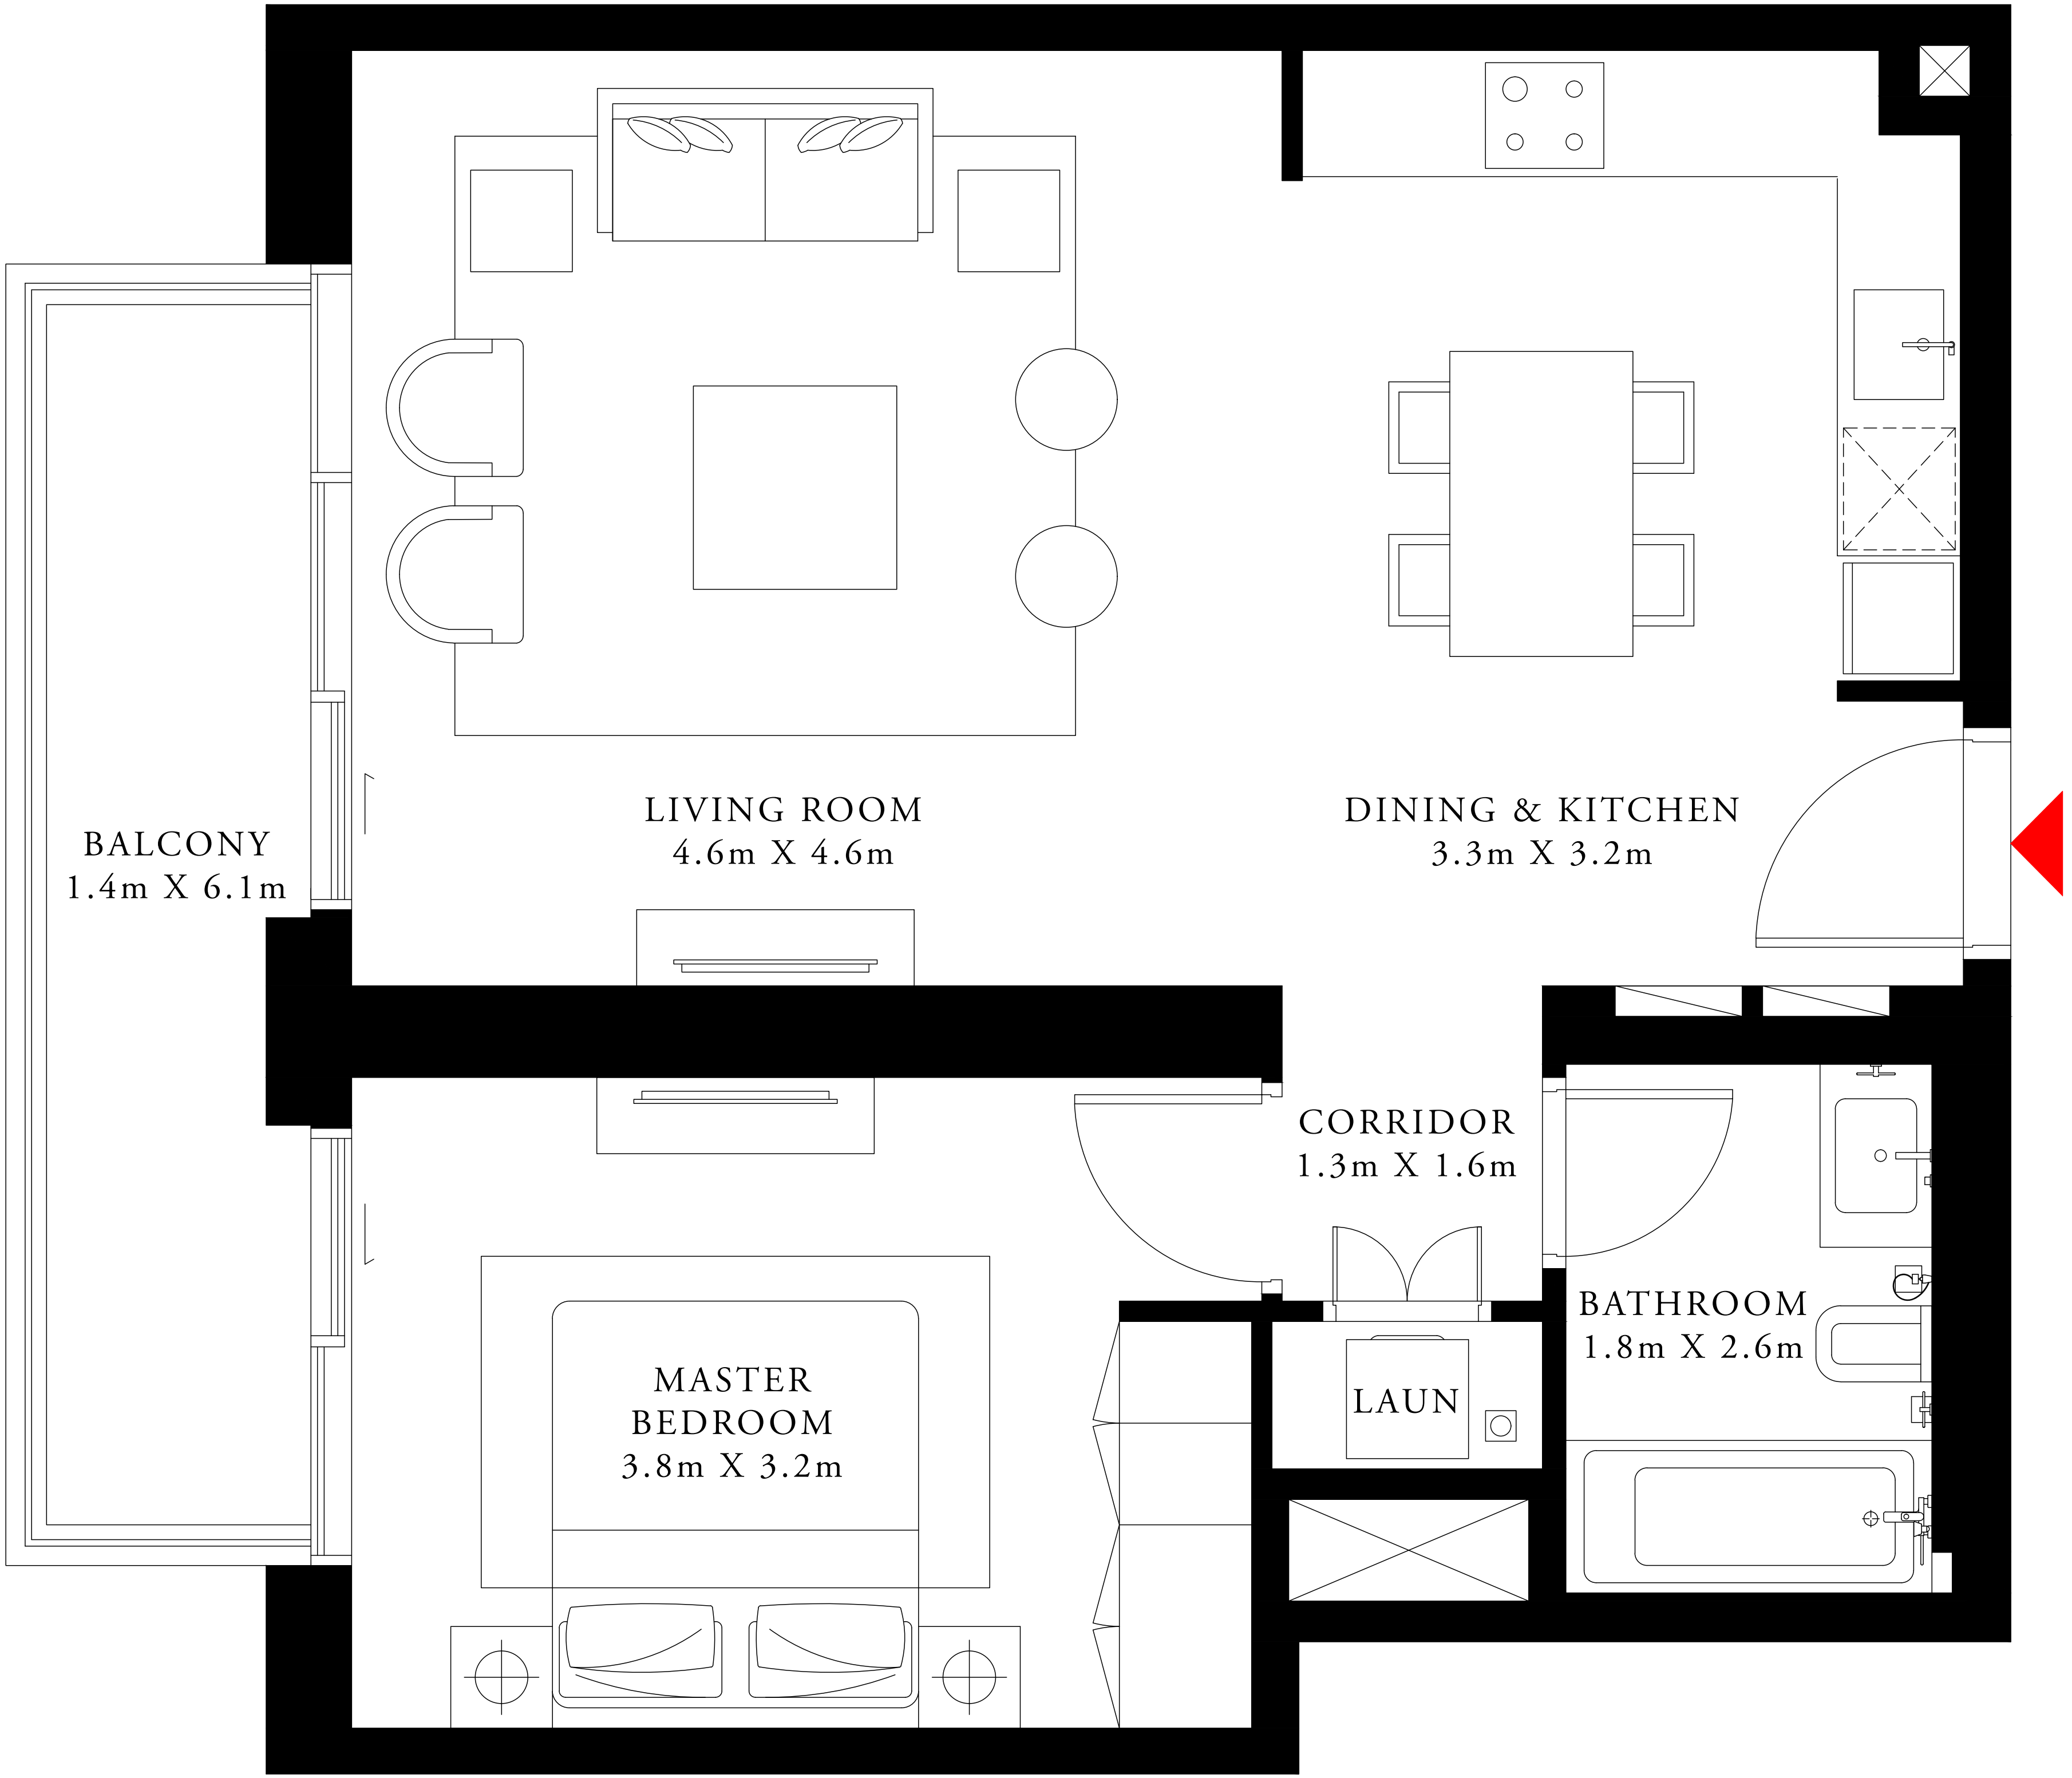 LIVING ROOM
4.6m X 4.6m
DINING & KITCHEN
3.3m X 3.2m
BALCONY
1.4m X 6.1m
CORRIDOR
1.3m X 1.6m
BATHROOM
1.8m X 2.6m
MASTER
BEDROOM
3.8m X 3.2m
LAUN